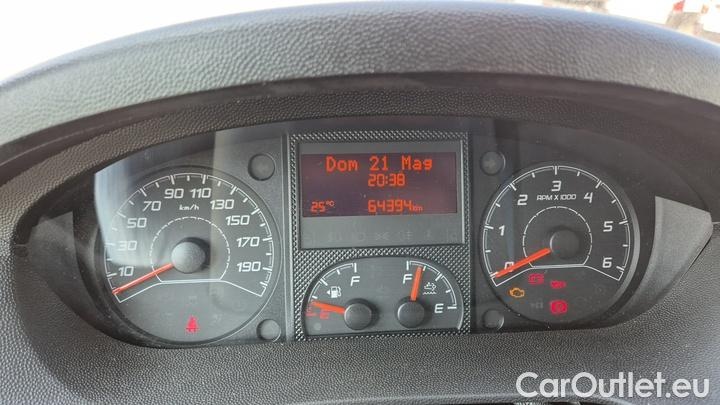 Dom 21 Mag
20:38
25°C 64394km
10 30 50 70 90 110 130 150 170 190
km/h
F
F E
0 1 2 3 4 5 6
RPM X 1000
CarOutlet.eu